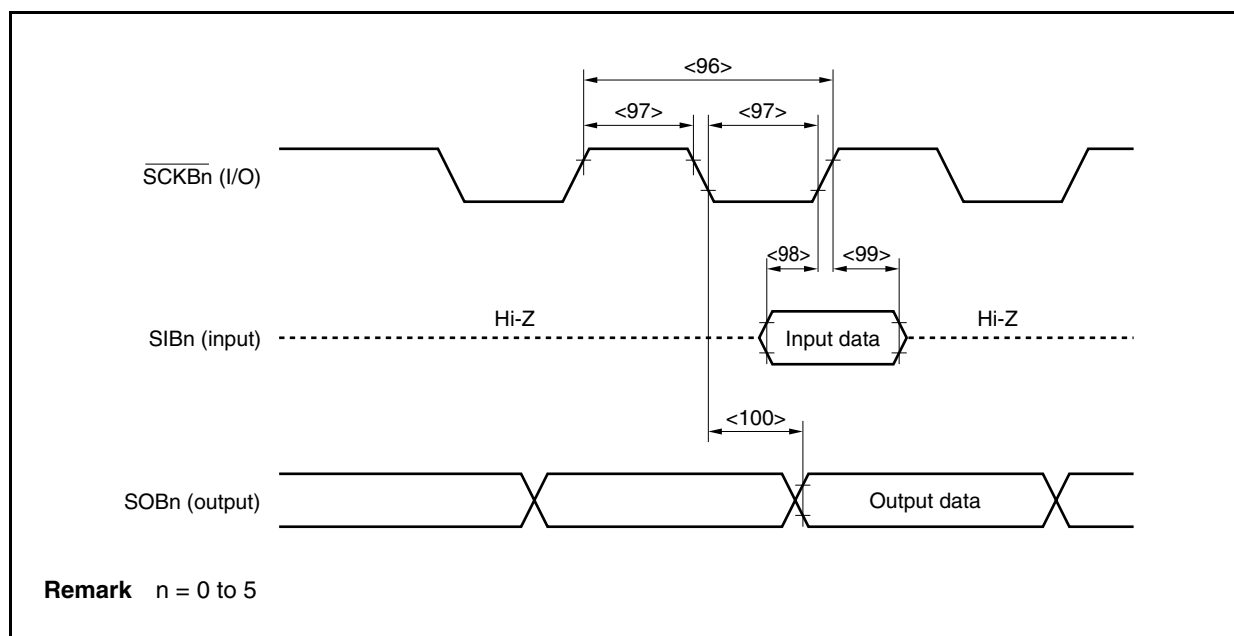 <96>
<97> <97>
SCKBn (I/O)
<98> <99>
Hi-Z Hi-Z
SIBn (input) Input data
<100>
SOBn (output) Output data
Remark n = 0 to 5